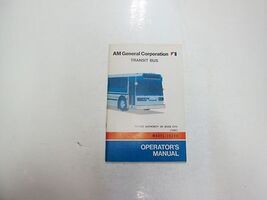 AM General Corporation
TRANSIT BUS
OPERATOR'S
MANUAL